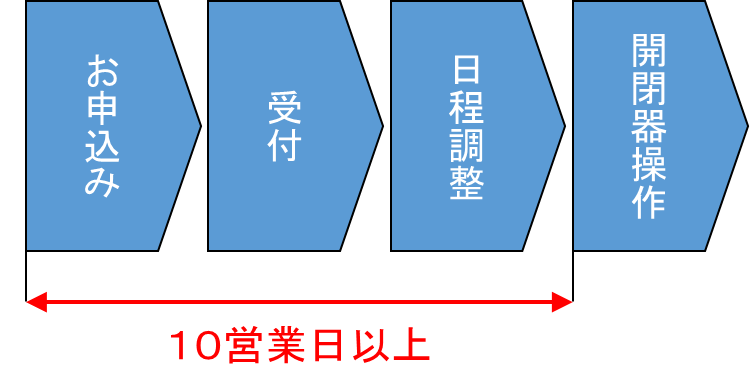 お申込み
受付
日程調整
開閉器操作
１０営業日以上